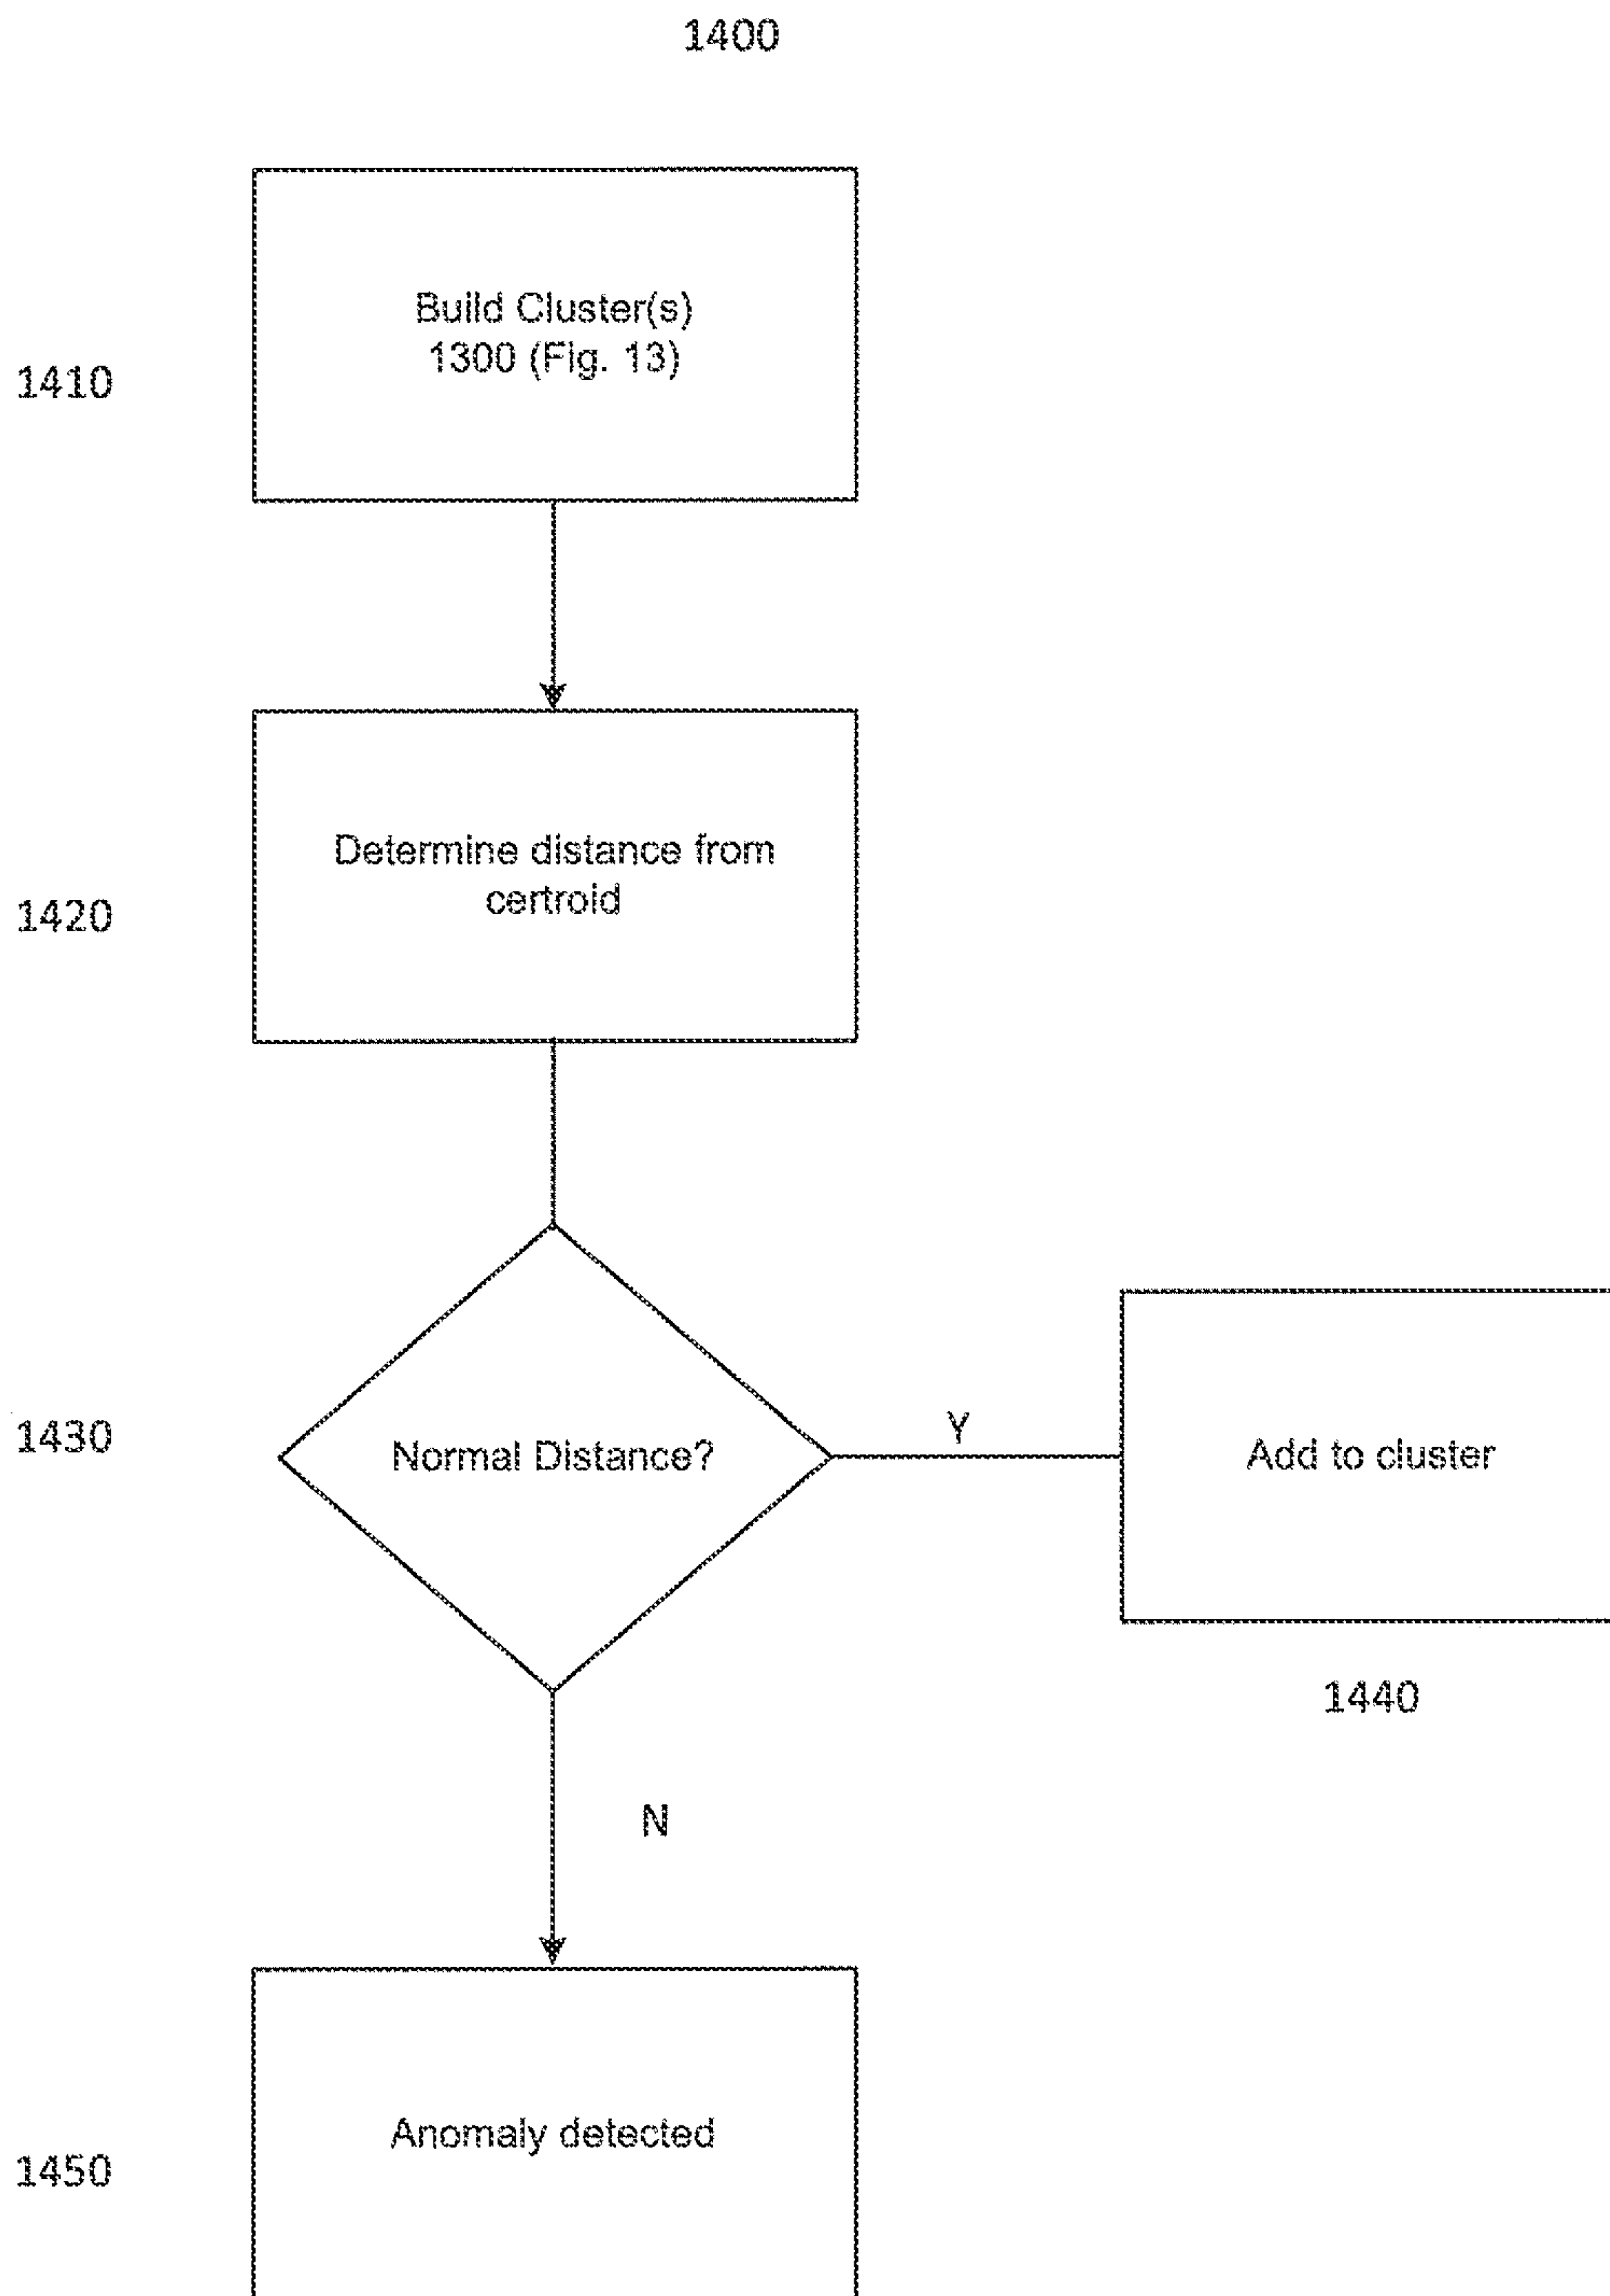 1400
Build Cluster(s)
1300 (Fig. 13)
1410
Determine distance from
certroid
1420
1430
Normal Distance?
Y
Add to cluster
1440
N
Anomaly detected
1450